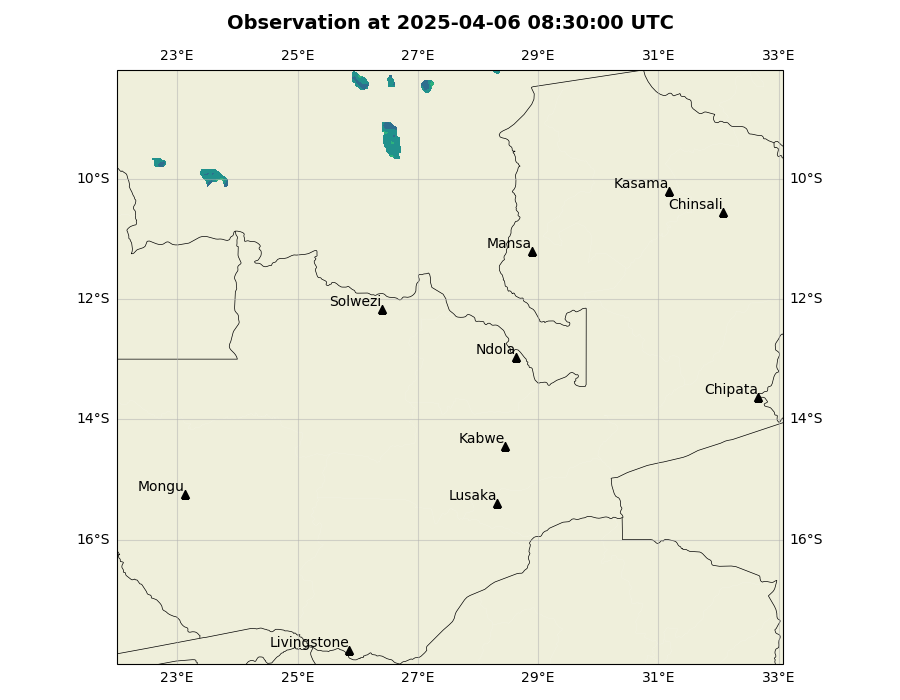 Observation at 2025-04-06 08:30:00 UTC
23°E 25°E 27°E 29°E 31°E 33°E
10°S 10°S
Kasama
Chinsali
Mansa
12°S 12°S
Solwezi
Ndola
Chipata
14°S 14°S
Kabwe
Mongu
Lusaka
16°S 16°S
Livingstone
23°E 25°E 27°E 29°E 31°E 33°E